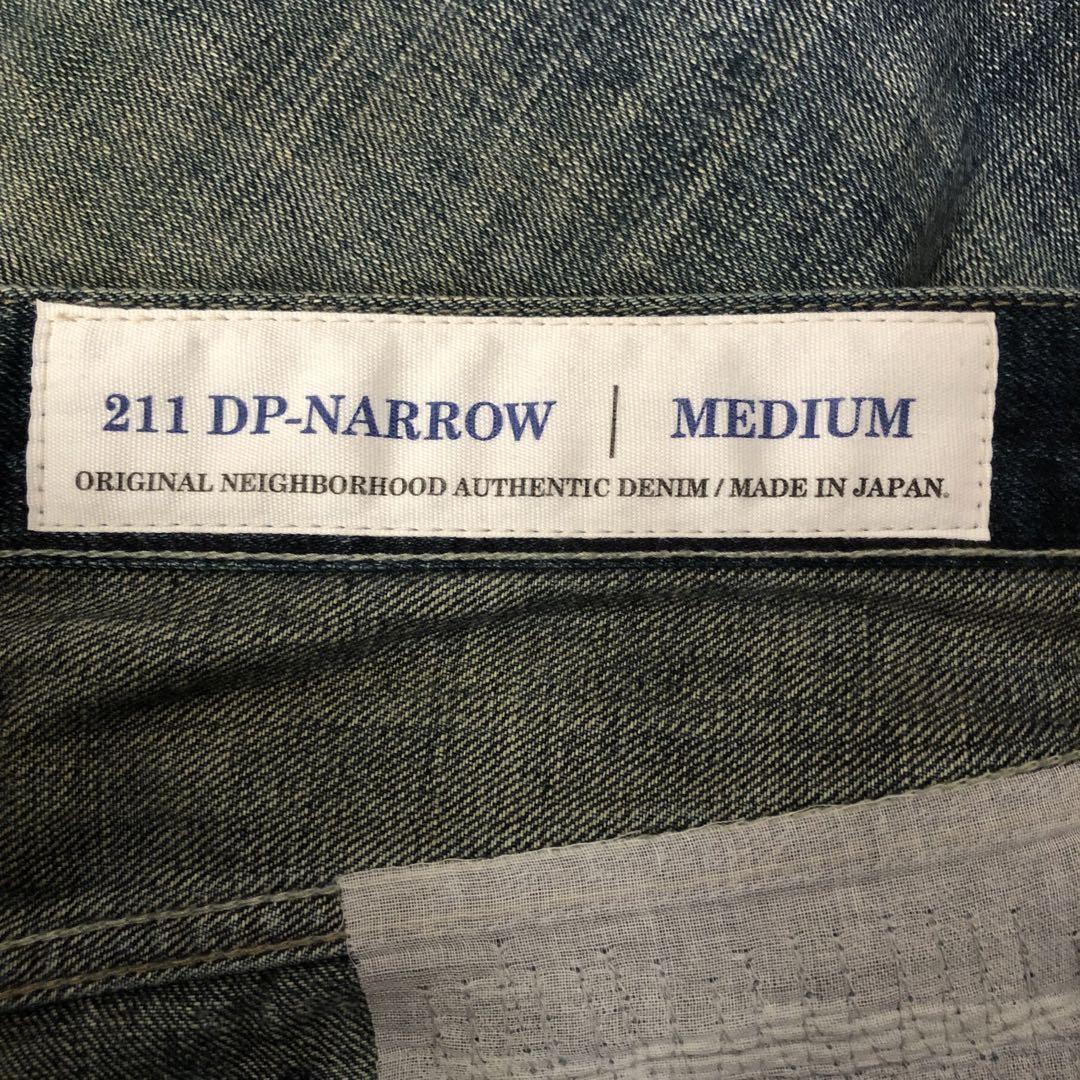 211 DP-NARROW | MEDIUM
ORIGINAL NEIGHBORHOOD AUTHENTIC DENIM / MADE IN JAPAN.